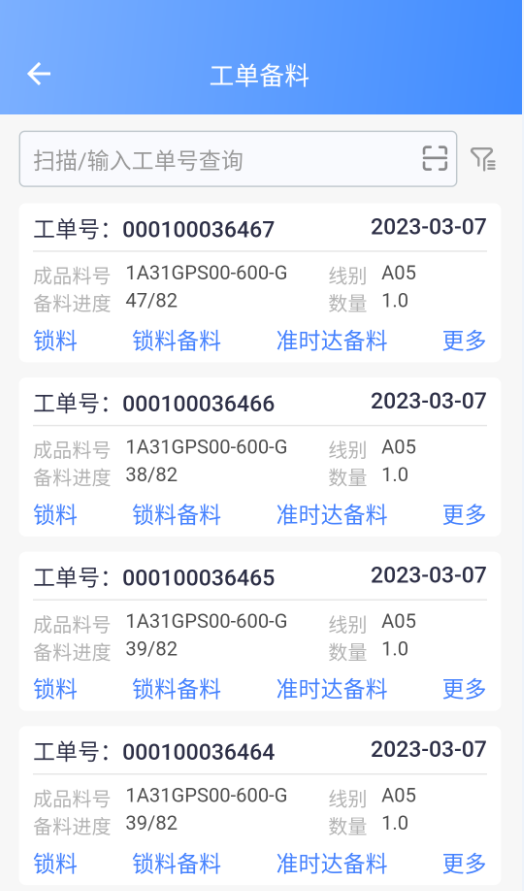 工单备料
扫描/输入工单号查询
工单号：000100036467 2023-03-07
成品料号 1A31GPS00-600-G 线别 A05
备料进度 47/82 数量 1.0
锁料 锁料备料 准时达备料 更多
工单号：000100036466 2023-03-07
成品料号 1A31GPS00-600-G 线别 A05
备料进度 38/82 数量 1.0
锁料 锁料备料 准时达备料 更多
工单号：000100036465 2023-03-07
成品料号 1A31GPS00-600-G 线别 A05
备料进度 39/82 数量 1.0
锁料 锁料备料 准时达备料 更多
工单号：000100036464 2023-03-07
成品料号 1A31GPS00-600-G 线别 A05
备料进度 39/82 数量 1.0
锁料 锁料备料 准时达备料 更多